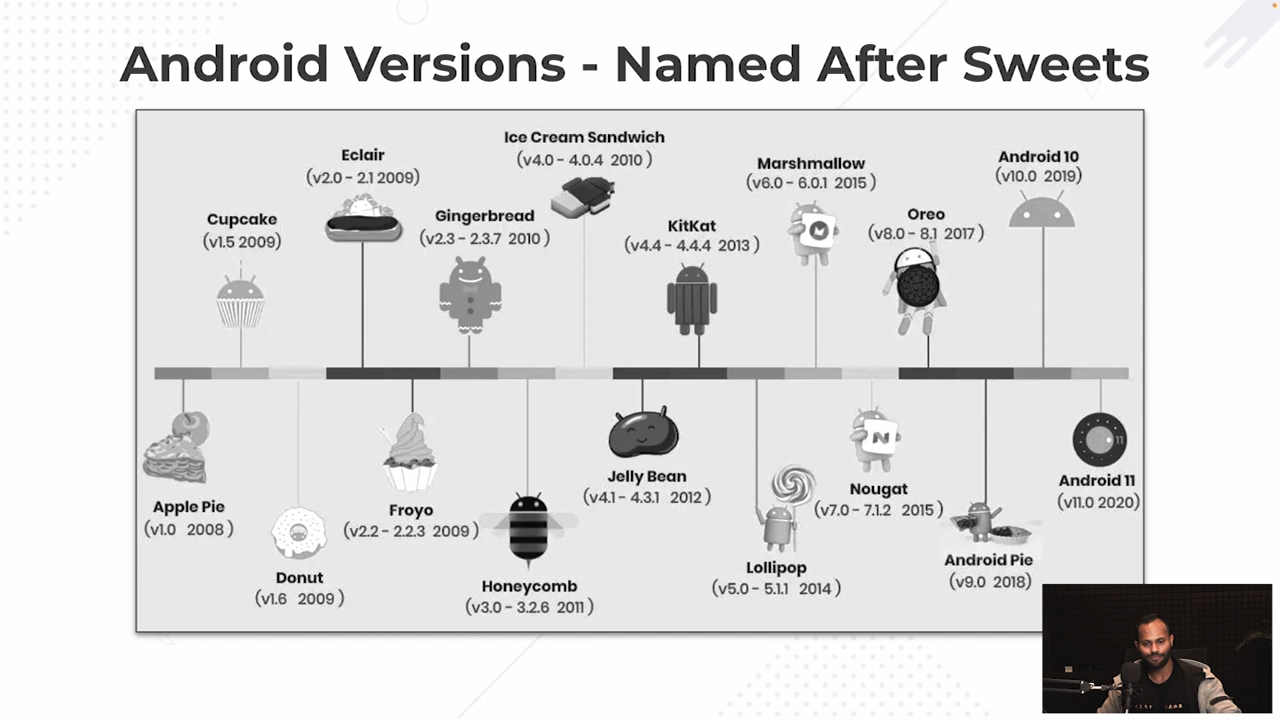 Android Versions - Named After Sweets
Ice Cream Sandwich
(v4.0 - 4.0.4 2010 )
Eclair
(v2.0 - 2.1 2009)
Marshmallow
(v6.0 - 6.0.1 2015 )
Android 10
(v10.0 2019)
Cupcake
(v1.5 2009)
Gingerbread
(v2.3 - 2.3.7 2010 )
KitKat
(v4.4 - 4.4.4 2013 )
Oreo
(v8.0 - 8.1 2017 )
Apple Pie
(v1.0 2008 )
Donut
(v1.6 2009 )
Froyo
(v2.2 - 2.2.3 2009 )
Honeycomb
(v3.0 - 3.2.6 2011 )
Jelly Bean
(v4.1 - 4.3.1 2012 )
Lollipop
(v5.0 - 5.1.1 2014 )
N
Nougat
(v7.0 - 7.1.2 2015 )
Android Pie
(v9.0 2018)
11
Android 11
(v11.0 2020)